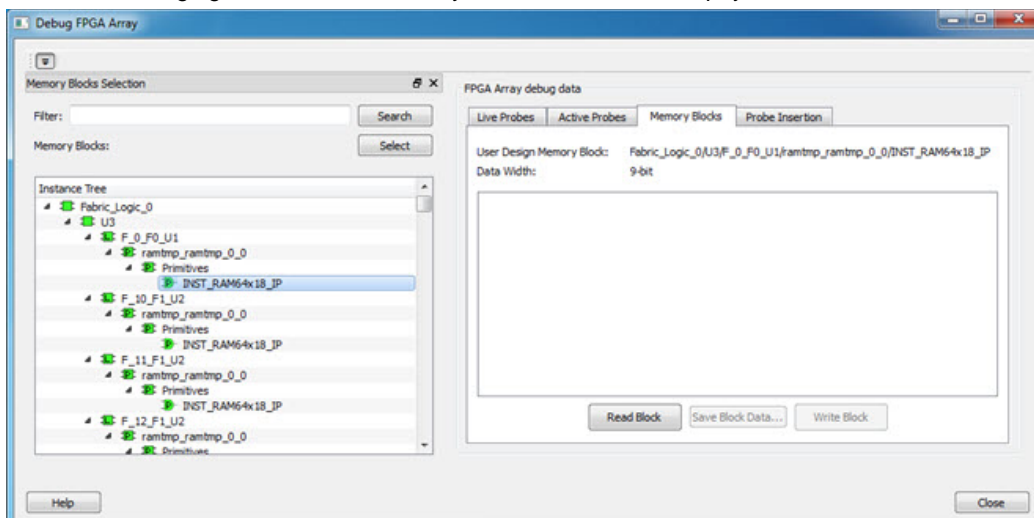 Debug FPGA Array
Memory Blocks Selection
Filter:
Search
Memory Blocks:
Select
Instance Tree
Fabric_Logic_0
U3
F_0_F0_U1
ramtmp_ramtmp_0_0
Primitives
INST_RAM64x18_IP
F_10_F1_U2
ramtmp_ramtmp_0_0
Primitives
INST_RAM64x18_IP
F_11_F1_U2
ramtmp_ramtmp_0_0
Primitives
INST_RAM64x18_IP
F_12_F1_U2
ramtmp_ramtmp_0_0
Primitives
FPGA Array debug data
Live Probes Active Probes Memory Blocks Probe Insertion
User Design Memory Block: Fabric_Logic_0/U3/F_0_F0_U1/ramtmp_ramtmp_0_0/INST_RAM64x18_IP
Data Width: 9-bit
Read Block Save Block Data... Write Block
Help
Close